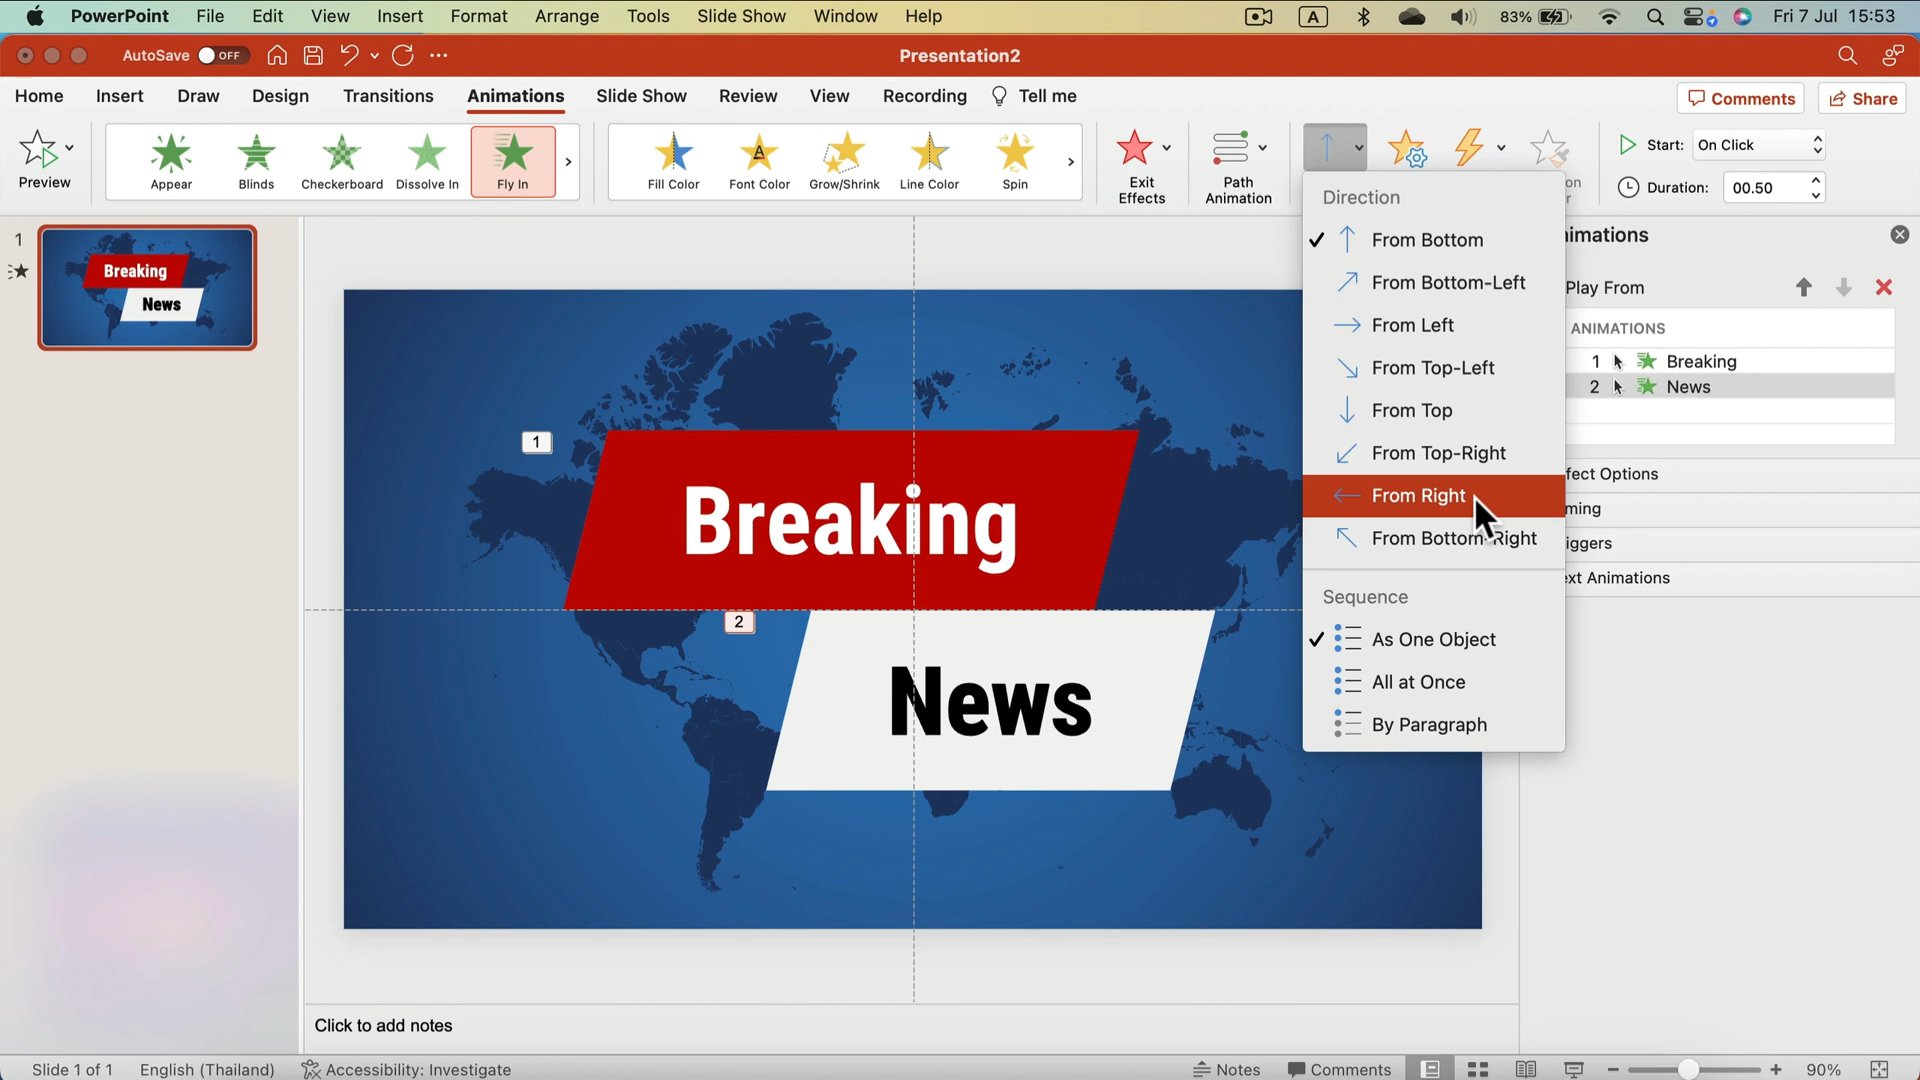 PowerPoint File Edit View Insert Format Arrange Tools Slide Show Window Help A 83% Fri 7 Jul 15:53
AutoSave OFF Presentation2
Home Insert Draw Design Transitions Animations Slide Show Review View Recording Tell me Comments Share
Preview Appear Blinds Checkerboard Dissolve In Fly In Fill Color Font Color Grow/Shrink Line Color Spin Exit Effects Path Animation
Start: On Click
Duration: 00.50
1
Breaking
News
1
Breaking
2
News
Direction
From Bottom
From Bottom-Left
From Left
From Top-Left
From Top
From Top-Right
From Right
From Bottom-Right
Sequence
As One Object
All at Once
By Paragraph
nimations
Play From
ANIMATIONS
1 Breaking
2 News
fect Options
ming
iggers
ext Animations
Click to add notes
Slide 1 of 1 English (Thailand) Accessibility: Investigate Notes Comments 90%